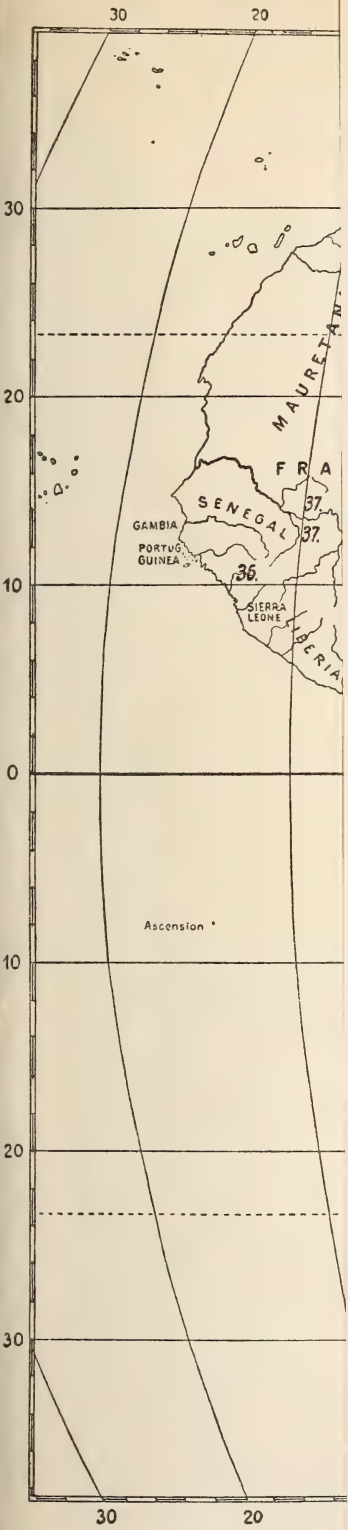 30 20
30
MAURETAN
20
FRA
37.
SENEGAL
37.
GAMBIA
PORTUG.
GUINEA
36.
10
SIERRA
LEONE
LIBERIA
0
Ascension
10
20
30
30 20